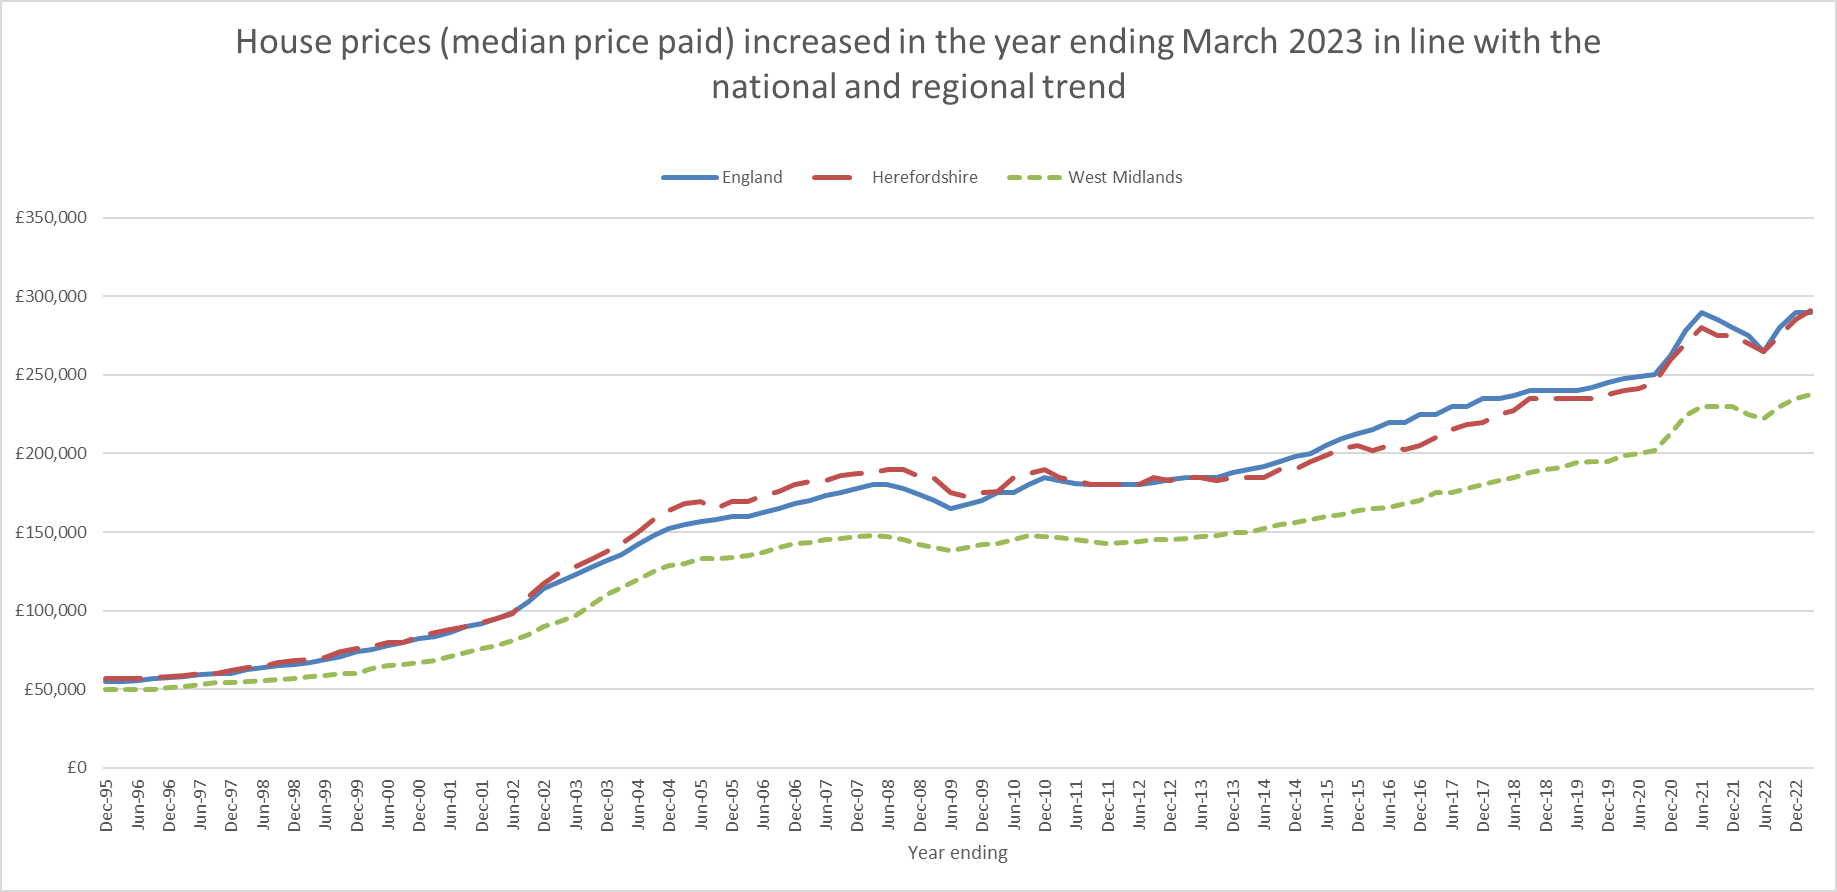 House prices (median price paid) increased in the year ending March 2023 in line with the
national and regional trend
England Herefordshire West Midlands
£350,000
£300,000
£250,000
£200,000
£150,000
£100,000
£50,000
£0
Dec-95
Jun-96
Dec-96
Jun-97
Dec-97
Jun-98
Dec-98
Jun-99
Dec-99
Jun-00
Dec-00
Jun-01
Dec-01
Jun-02
Dec-02
Jun-03
Dec-03
Jun-04
Dec-04
Jun-05
Dec-05
Jun-06
Dec-06
Jun-07
Dec-07
Jun-08
Dec-08
Jun-09
Dec-09
Jun-10
Dec-10
Jun-11
Dec-11
Jun-12
Dec-12
Jun-13
Dec-13
Jun-14
Dec-14
Jun-15
Dec-15
Jun-16
Dec-16
Jun-17
Dec-17
Jun-18
Dec-18
Jun-19
Dec-19
Jun-20
Dec-20
Jun-21
Dec-21
Jun-22
Dec-22
Year ending